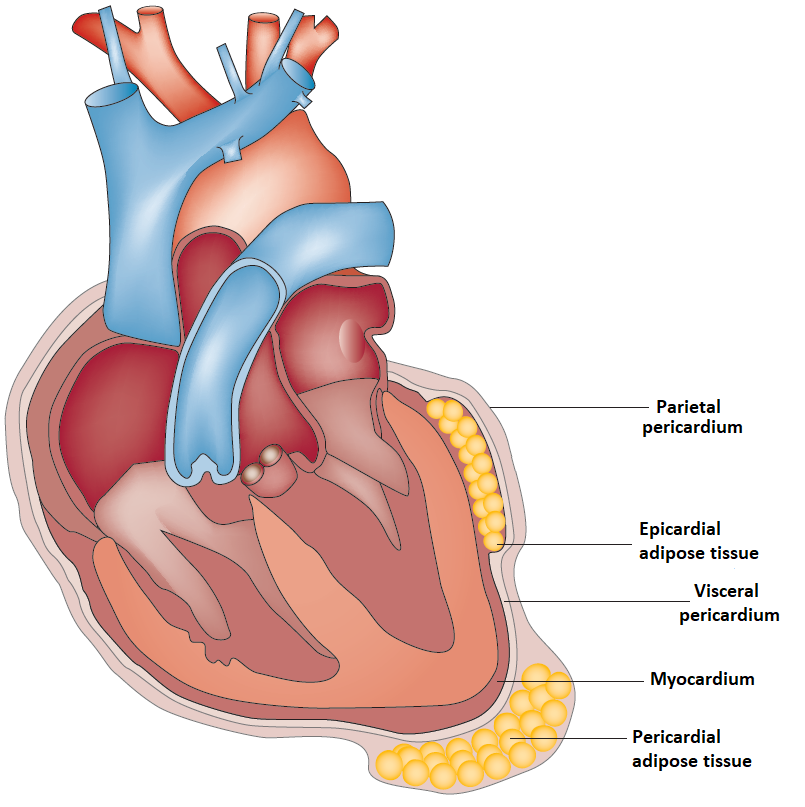 Parietal
pericardium
Epicardial
adipose tissue
Visceral
pericardium
Myocardium
Pericardial
adipose tissue